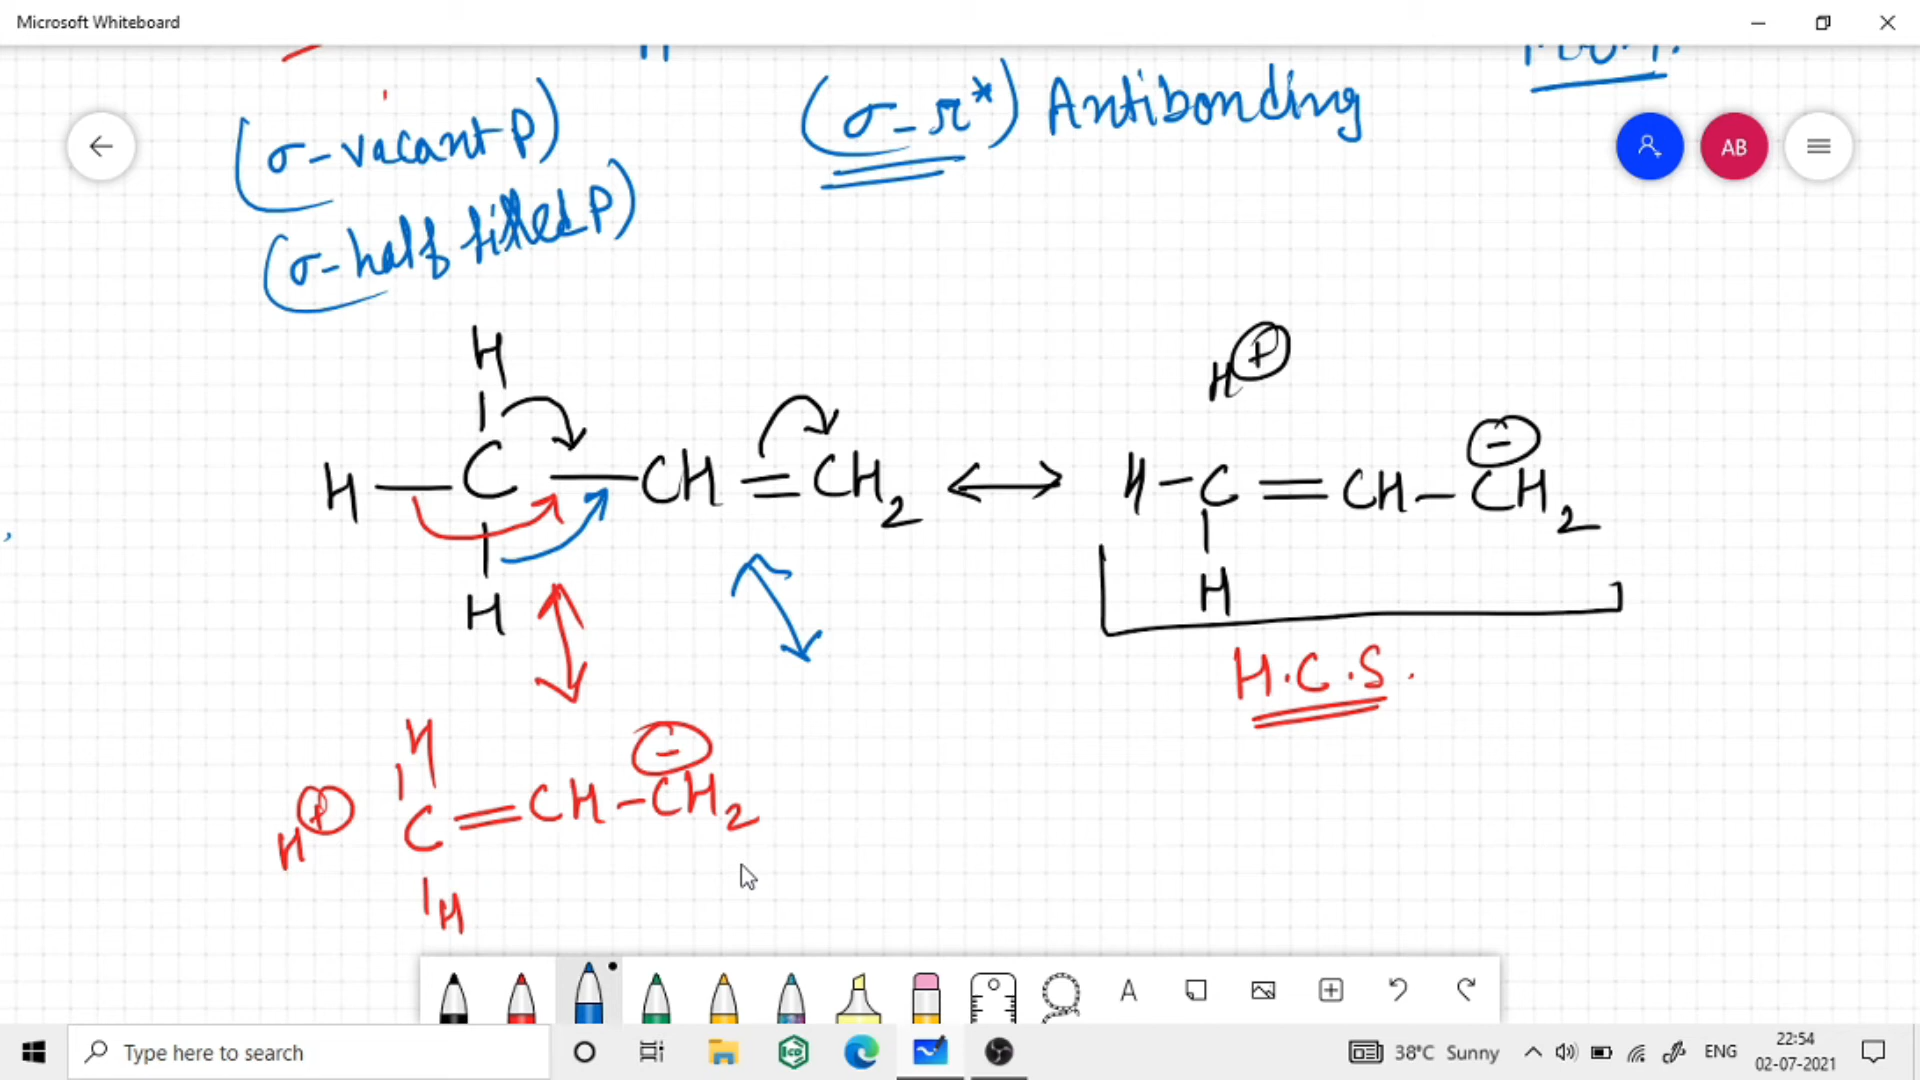 Microsoft Whiteboard
(σ-vacant P)
(σ-half filled P)
(σ-π*) Antibonding
AB
H
H-C-CH=CH2 ↔ H-C=CH-CH2
H
H⊕
⊖
H
H.C.S.
H
H⊕ C=CH-CH2
⊖
H
A
Type here to search
38°C Sunny
ENG
22:54
02-07-2021